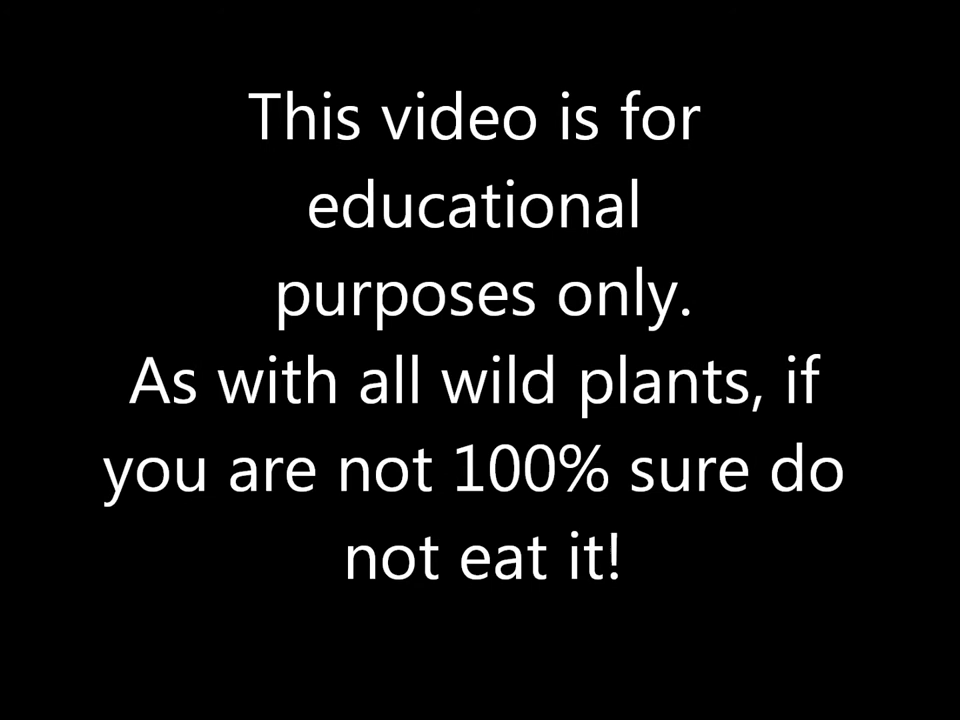 This video is for
educational
purposes only.
As with all wild plants, if
you are not 100% sure do
not eat it!